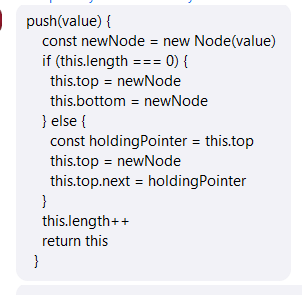 push(value) {
const newNode = new Node(value)
if (this.length === 0) {
this.top = newNode
this.bottom = newNode
} else {
const holdingPointer = this.top
this.top = newNode
this.top.next = holdingPointer
}
this.length++
return this
}